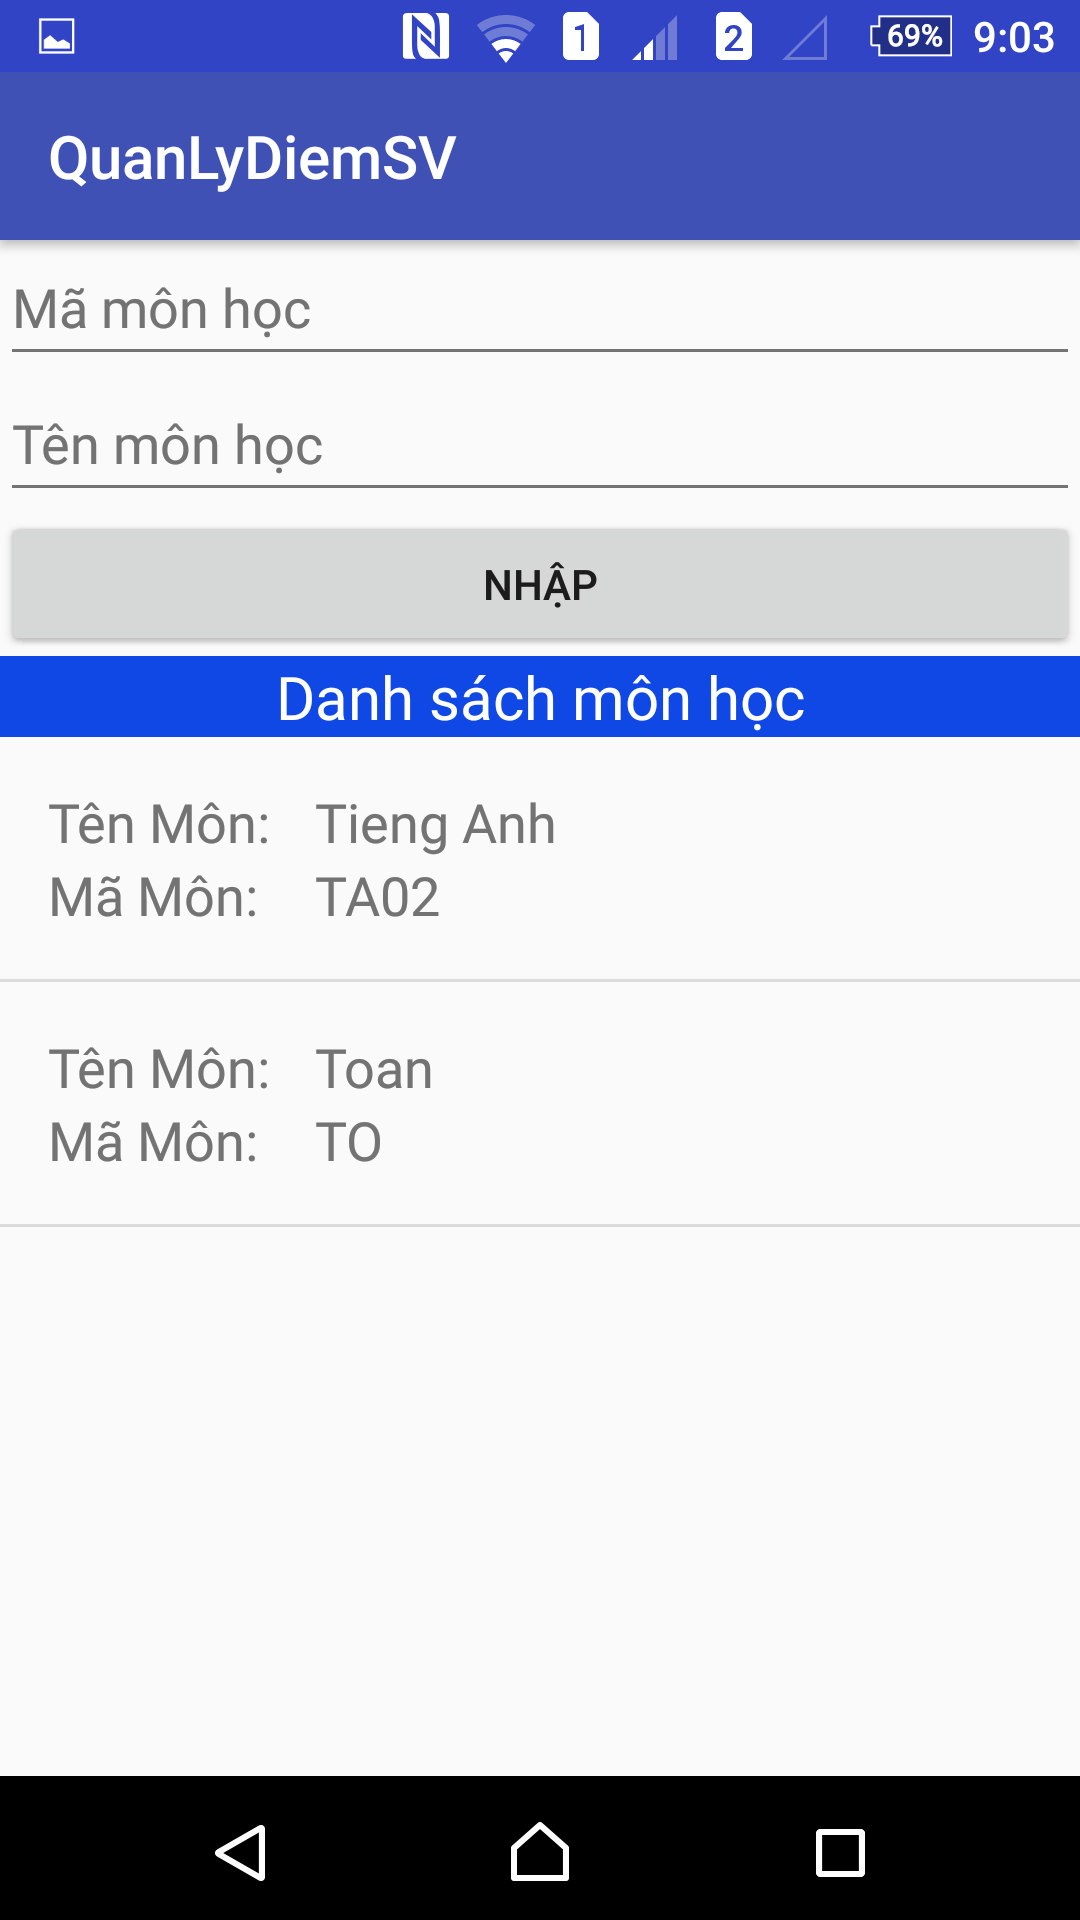 1 2 69% 9:03
QuanLyDiemSV
Mã môn học
Tên môn học
NHẬP
Danh sách môn học
Tên Môn: Tieng Anh
Mã Môn: TA02
Tên Môn: Toan
Mã Môn: TO